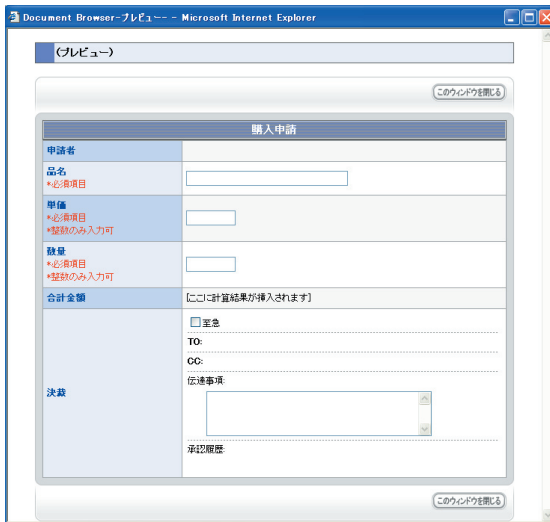 Document Browser-プレビュー- - Microsoft Internet Explorer
(プレビュー)
このウィンドウを閉じる
購入申請
申請者
品名
*必須項目
単価
*必須項目
*整数のみ入力可
数量
*必須項目
*整数のみ入力可
合計金額
[ここに計算結果が挿入されます]
決裁
至急
TO:
CC:
伝達事項:
承認履歴:
このウィンドウを閉じる